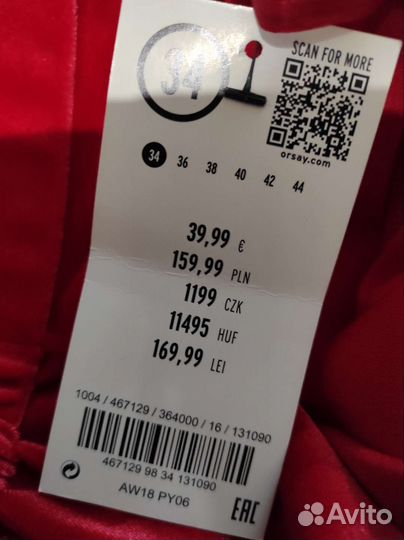 34
SCAN FOR MORE
orsay.com
34 36 38 40 42 44
39,99 €
159,99 PLN
1199 CZK
11495 HUF
169,99 LEI
1004 / 467129 / 364000 / 16 / 131090
467129 98 34 131090
AW18 PY06
EAC
Avito